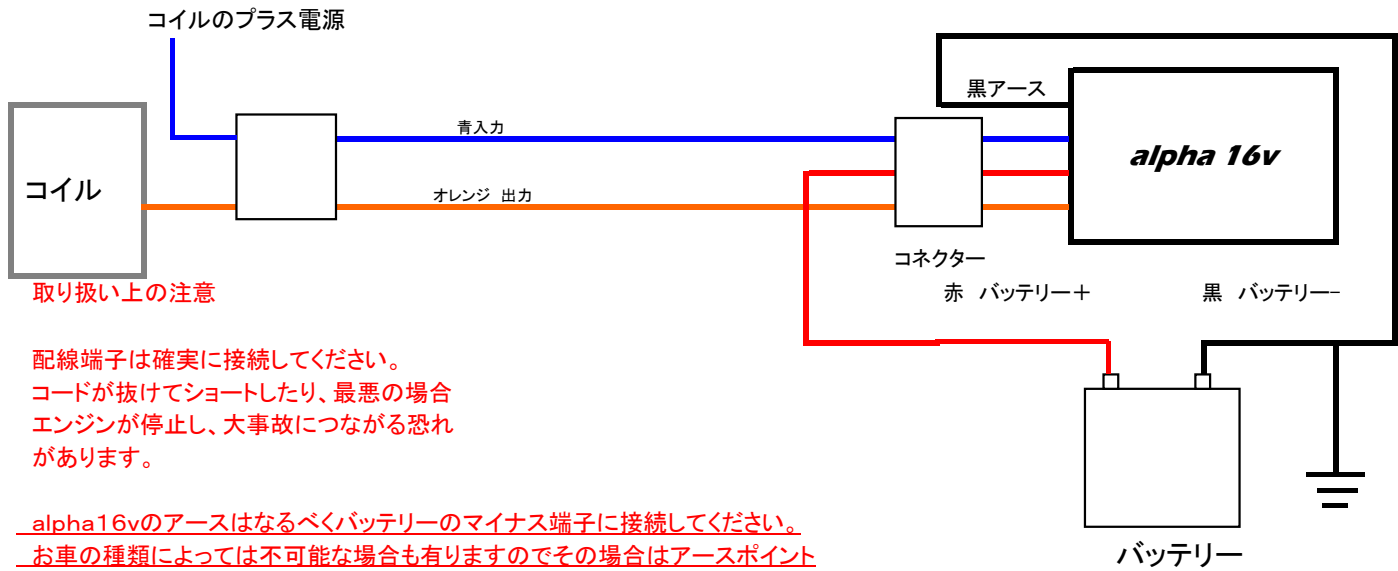 コイルのプラス電源
黒アース
青入力
alpha 16v
コイル
オレンジ 出力
コネクター
取り扱い上の注意
赤 バッテリー＋
黒 バッテリー−
配線端子は確実に接続してください。
コードが抜けてショートしたり、最悪の場合
エンジンが停止し、大事故につながる恐れ
があります。
alpha16vのアースはなるべくバッテリーのマイナス端子に接続してください。
お車の種類によっては不可能な場合も有りますのでその場合はアースポイント
バッテリー